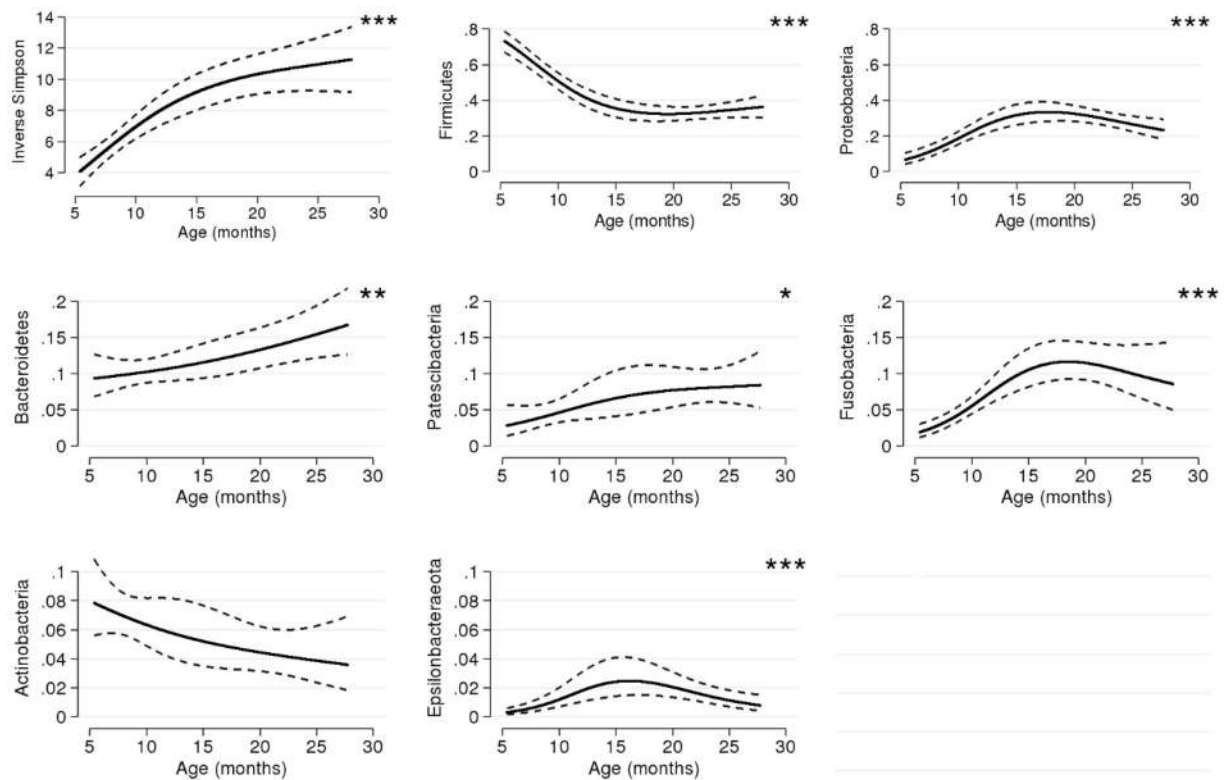 Inverse Simpson
14
12
10
8
6
4
5 10 15 20 25 30
Age (months)
***
Firmicutes
.8
.6
.4
.2
0
5 10 15 20 25 30
Age (months)
***
Proteobacteria
.8
.6
.4
.2
0
5 10 15 20 25 30
Age (months)
***
Bacteroidetes
.2
.15
.1
.05
0
5 10 15 20 25 30
Age (months)
**
Patescibacteria
.2
.15
.1
.05
0
5 10 15 20 25 30
Age (months)
*
Fusobacteria
.2
.15
.1
.05
0
5 10 15 20 25 30
Age (months)
***
Actinobacteria
.1
.08
.06
.04
.02
0
5 10 15 20 25 30
Age (months)
Epsilonbacteraeota
.1
.08
.06
.04
.02
0
5 10 15 20 25 30
Age (months)
***